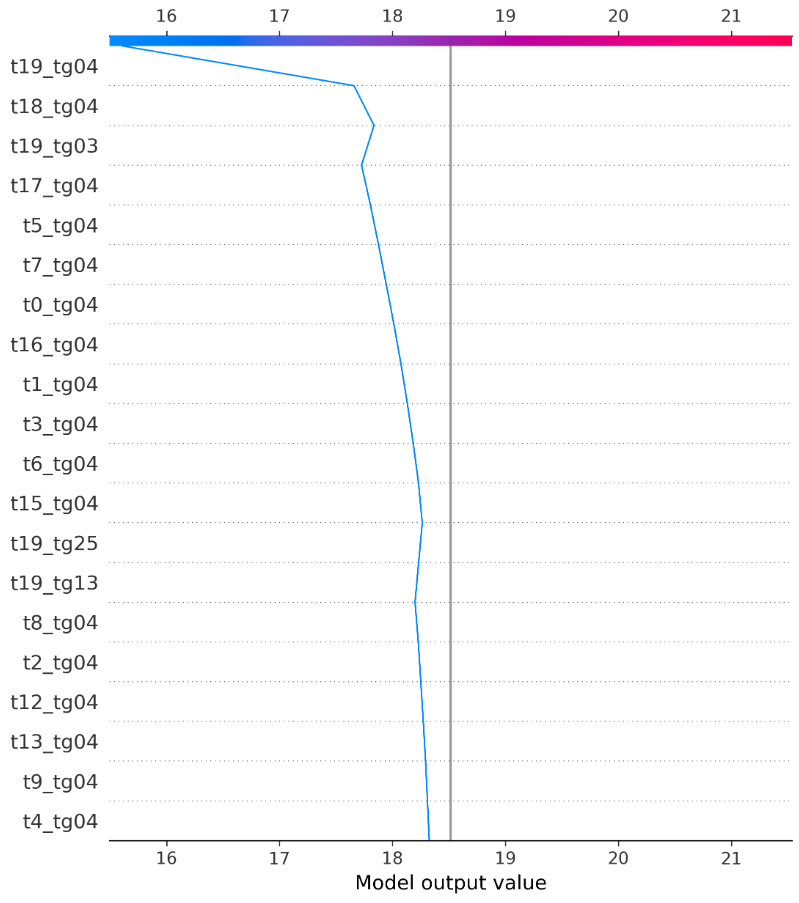 16 17 18 19 20 21
t19_tg04
t18_tg04
t19_tg03
t17_tg04
t5_tg04
t7_tg04
t0_tg04
t16_tg04
t1_tg04
t3_tg04
t6_tg04
t15_tg04
t19_tg25
t19_tg13
t8_tg04
t2_tg04
t12_tg04
t13_tg04
t9_tg04
t4_tg04
16 17 18 19 20 21
Model output value